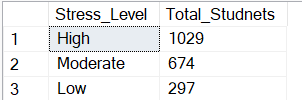 Stress_Level Total_Studnets
1 High 1029
2 Moderate 674
3 Low 297